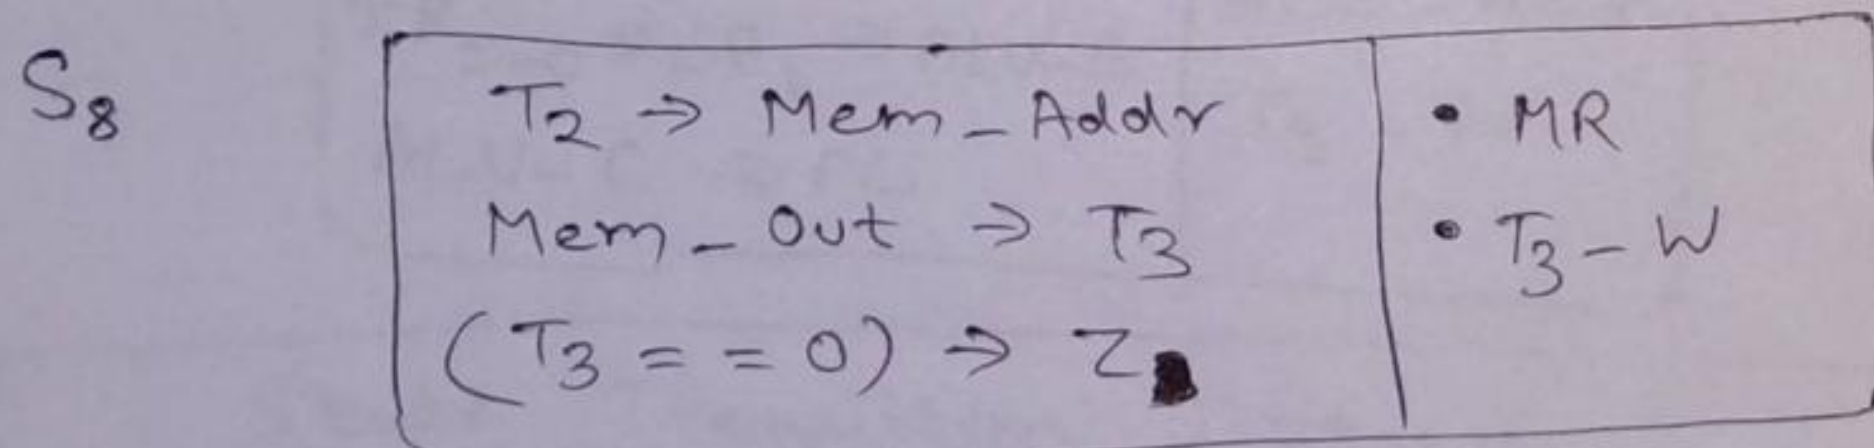 S8
T2 → Mem_Addr
Mem_Out → T3
(T3 == 0) → Z
• MR
• T3-W